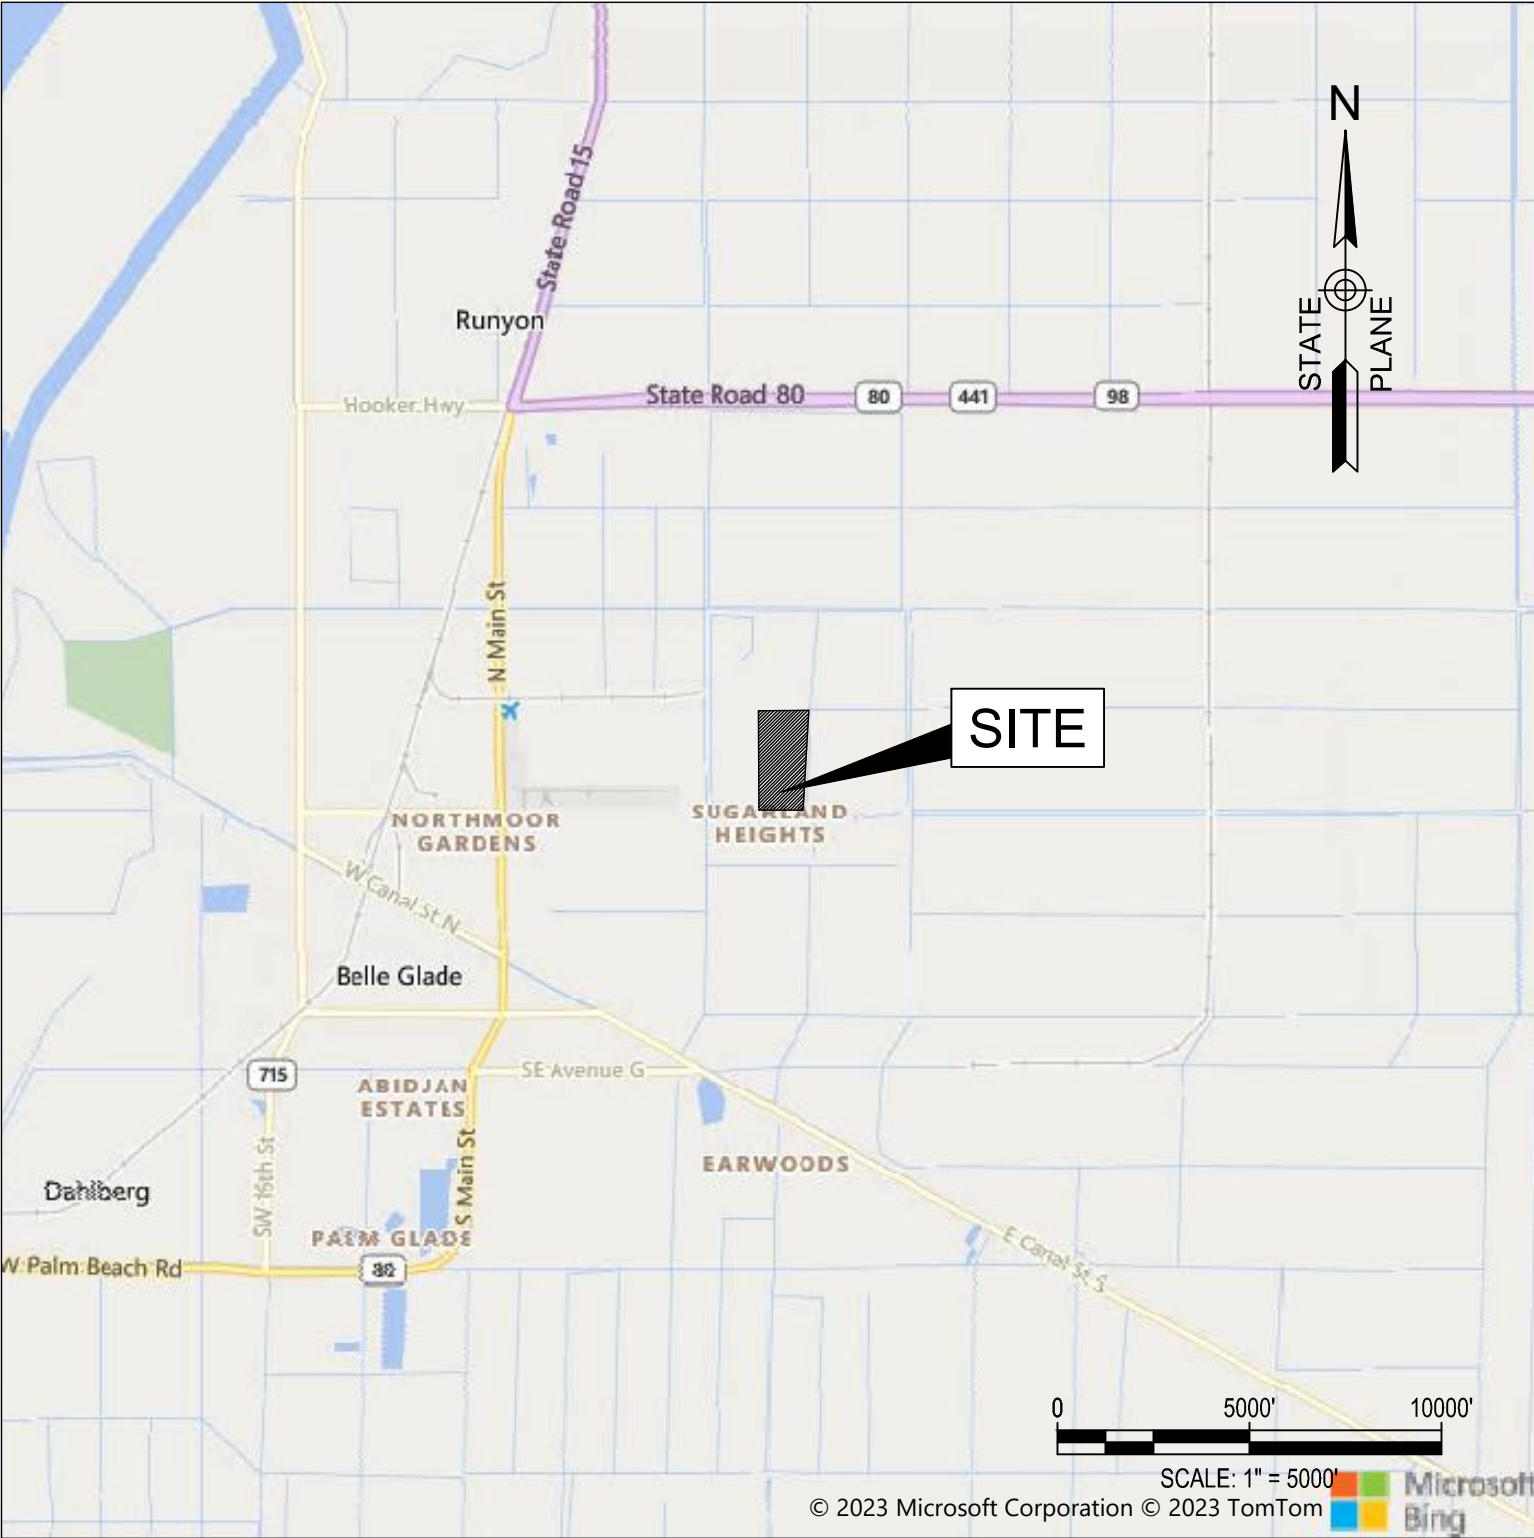 N
State Road 15
STATE
PLANE
Runyon
Hooker Hwy
State Road 80
80
441
98
N Main St
SITE
SUGARLAND
HEIGHTS
NORTHMOOR
GARDENS
W Canal St N
Belle Glade
715
SE Avenue G
ABIDJAN
ESTATES
SW 16th St
S Main St
EARWOODS
Dahlberg
PALM GLADE
E Canal St S
W Palm Beach Rd
80
0 5000' 10000'
SCALE: 1" = 5000'
© 2023 Microsoft Corporation © 2023 TomTom
Microsoft
Bing